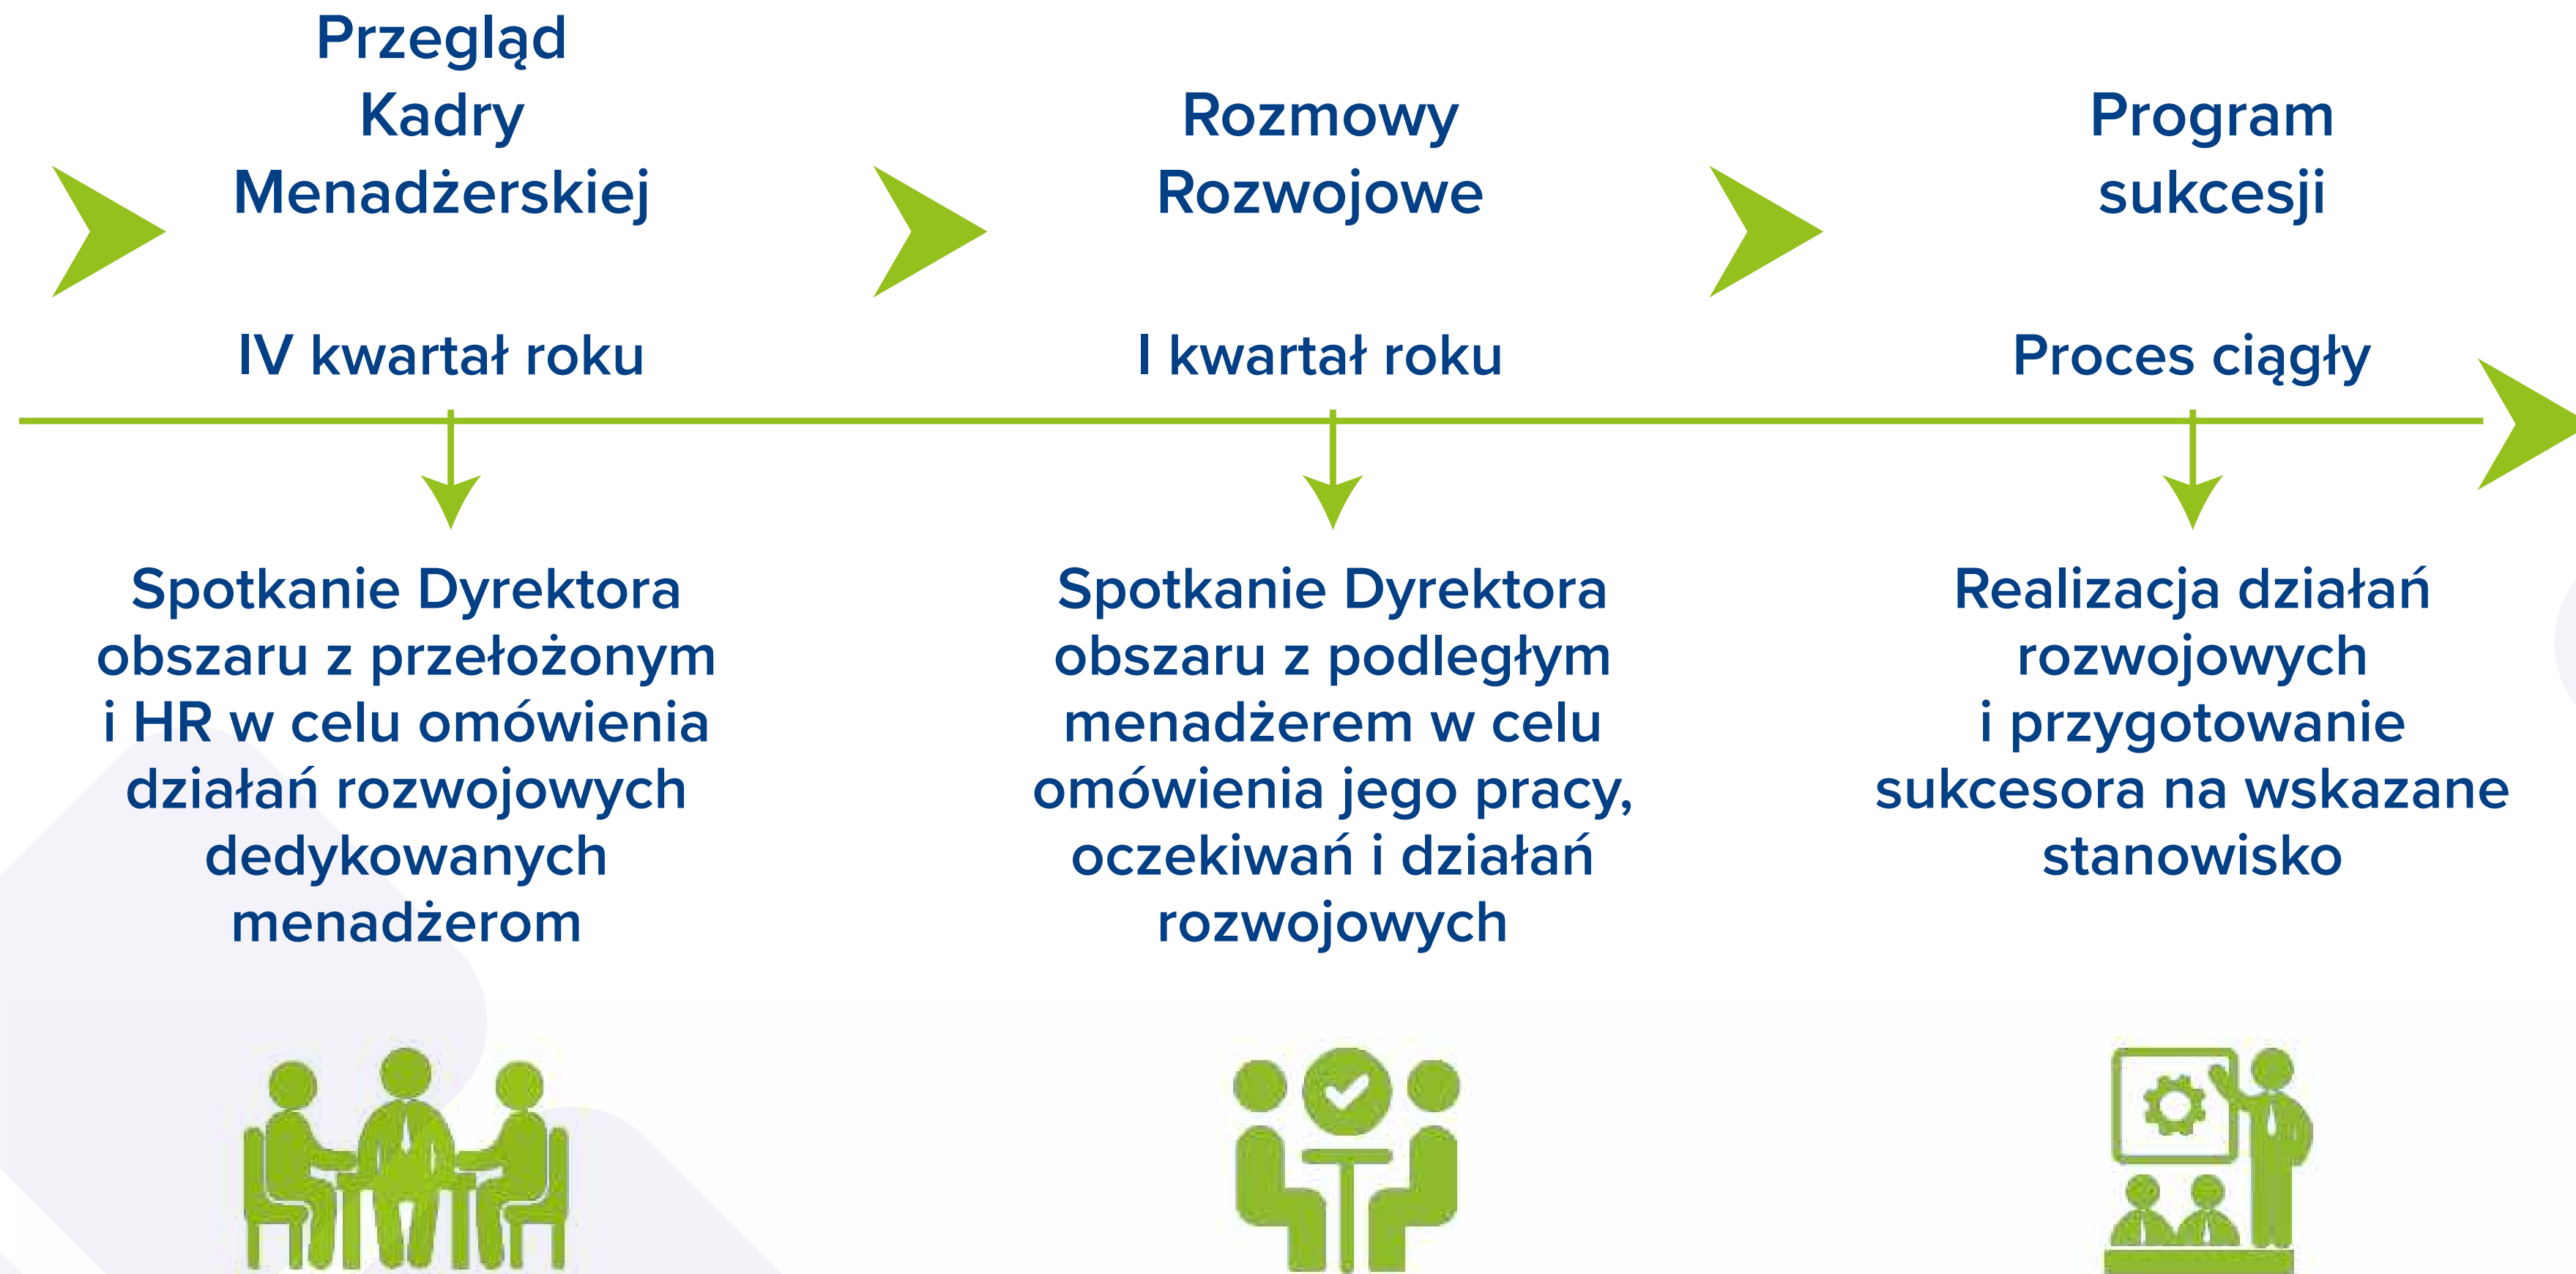 Przegląd
Kadry
Menadżerskiej
IV kwartał roku
Spotkanie Dyrektora
obszaru z przełożonym
i HR w celu omówienia
działań rozwojowych
dedykowanych
menadżerom
Rozmowy
Rozwojowe
I kwartał roku
Spotkanie Dyrektora
obszaru z podległym
menadżerem w celu
omówienia jego pracy,
oczekiwań i działań
rozwojowych
Program
sukcesji
Proces ciągły
Realizacja działań
rozwojowych
i przygotowanie
sukcesora na wskazane
stanowisko